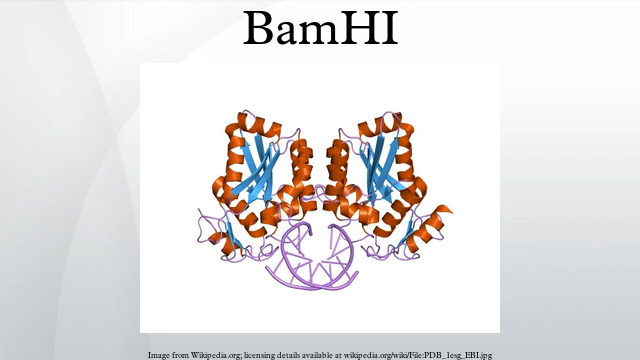 BamHI
Image from Wikipedia.org; licensing details available at wikipedia.org/wiki/File:PDB_1esg_EBI.jpg